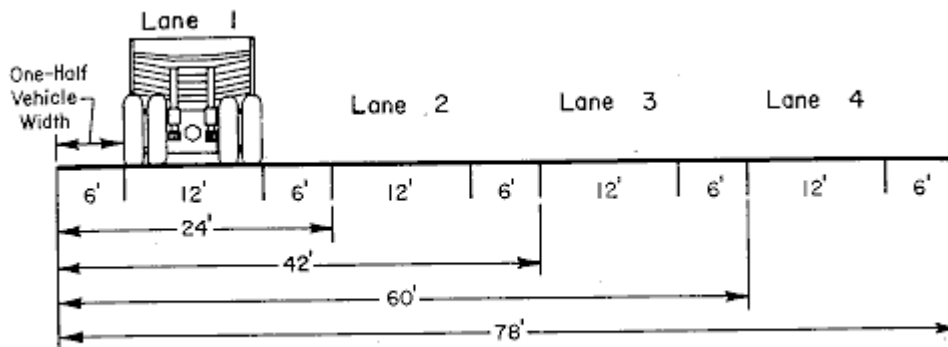 Lane 1
One-Half
Vehicle
Width
Lane 2 Lane 3 Lane 4
6' 12' 6' 12' 6' 12' 6' 12' 6'
24'
42'
60'
78'